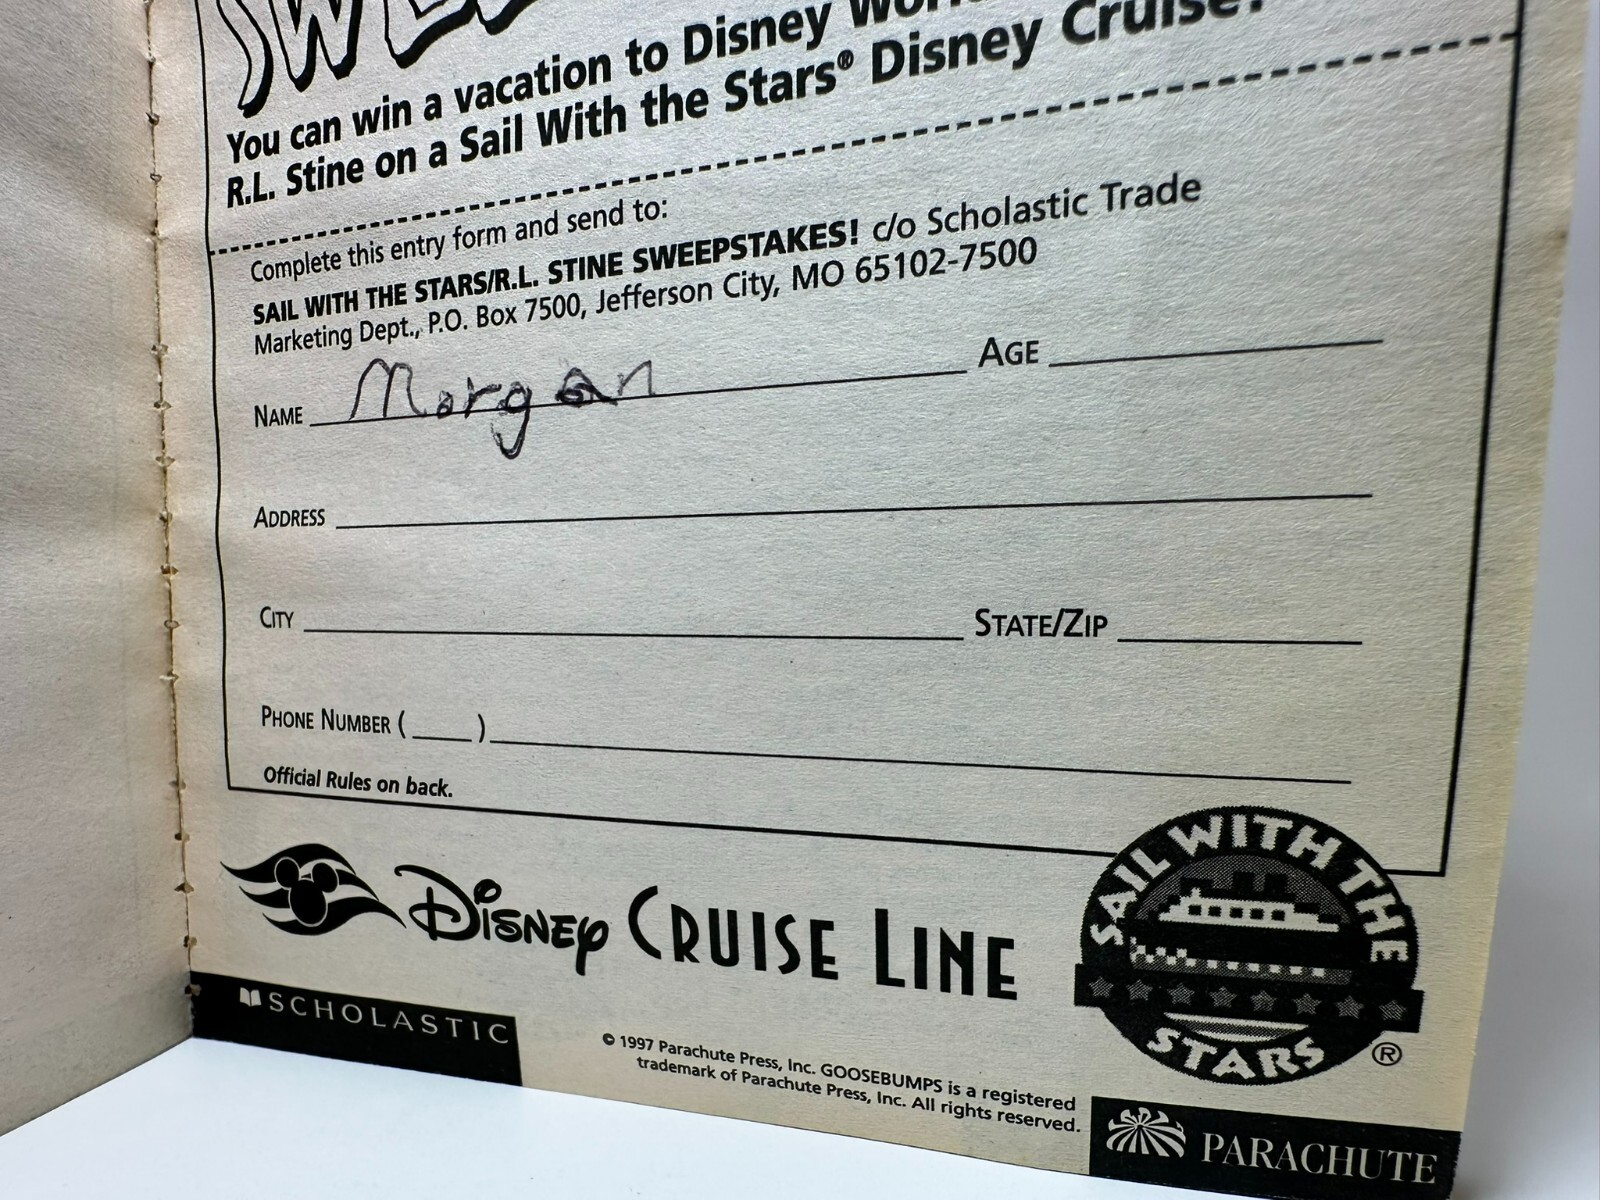 You can win a vacation to Disney
R.L. Stine on a Sail With the Stars® Disney Cruise!
Complete this entry form and send to:
SAIL WITH THE STARS/R.L. STINE SWEEPSTAKES! c/o Scholastic Trade
Marketing Dept., P.O. Box 7500, Jefferson City, MO 65102-7500
NAME Morgan AGE
ADDRESS
CITY STATE/ZIP
PHONE NUMBER ( )
Official Rules on back.
DISNEY CRUISE LINE
SAIL WITH THE
STARS ®
SCHOLASTIC
© 1997 Parachute Press, Inc. GOOSEBUMPS is a registered
trademark of Parachute Press, Inc. All rights reserved.
PARACHUTE